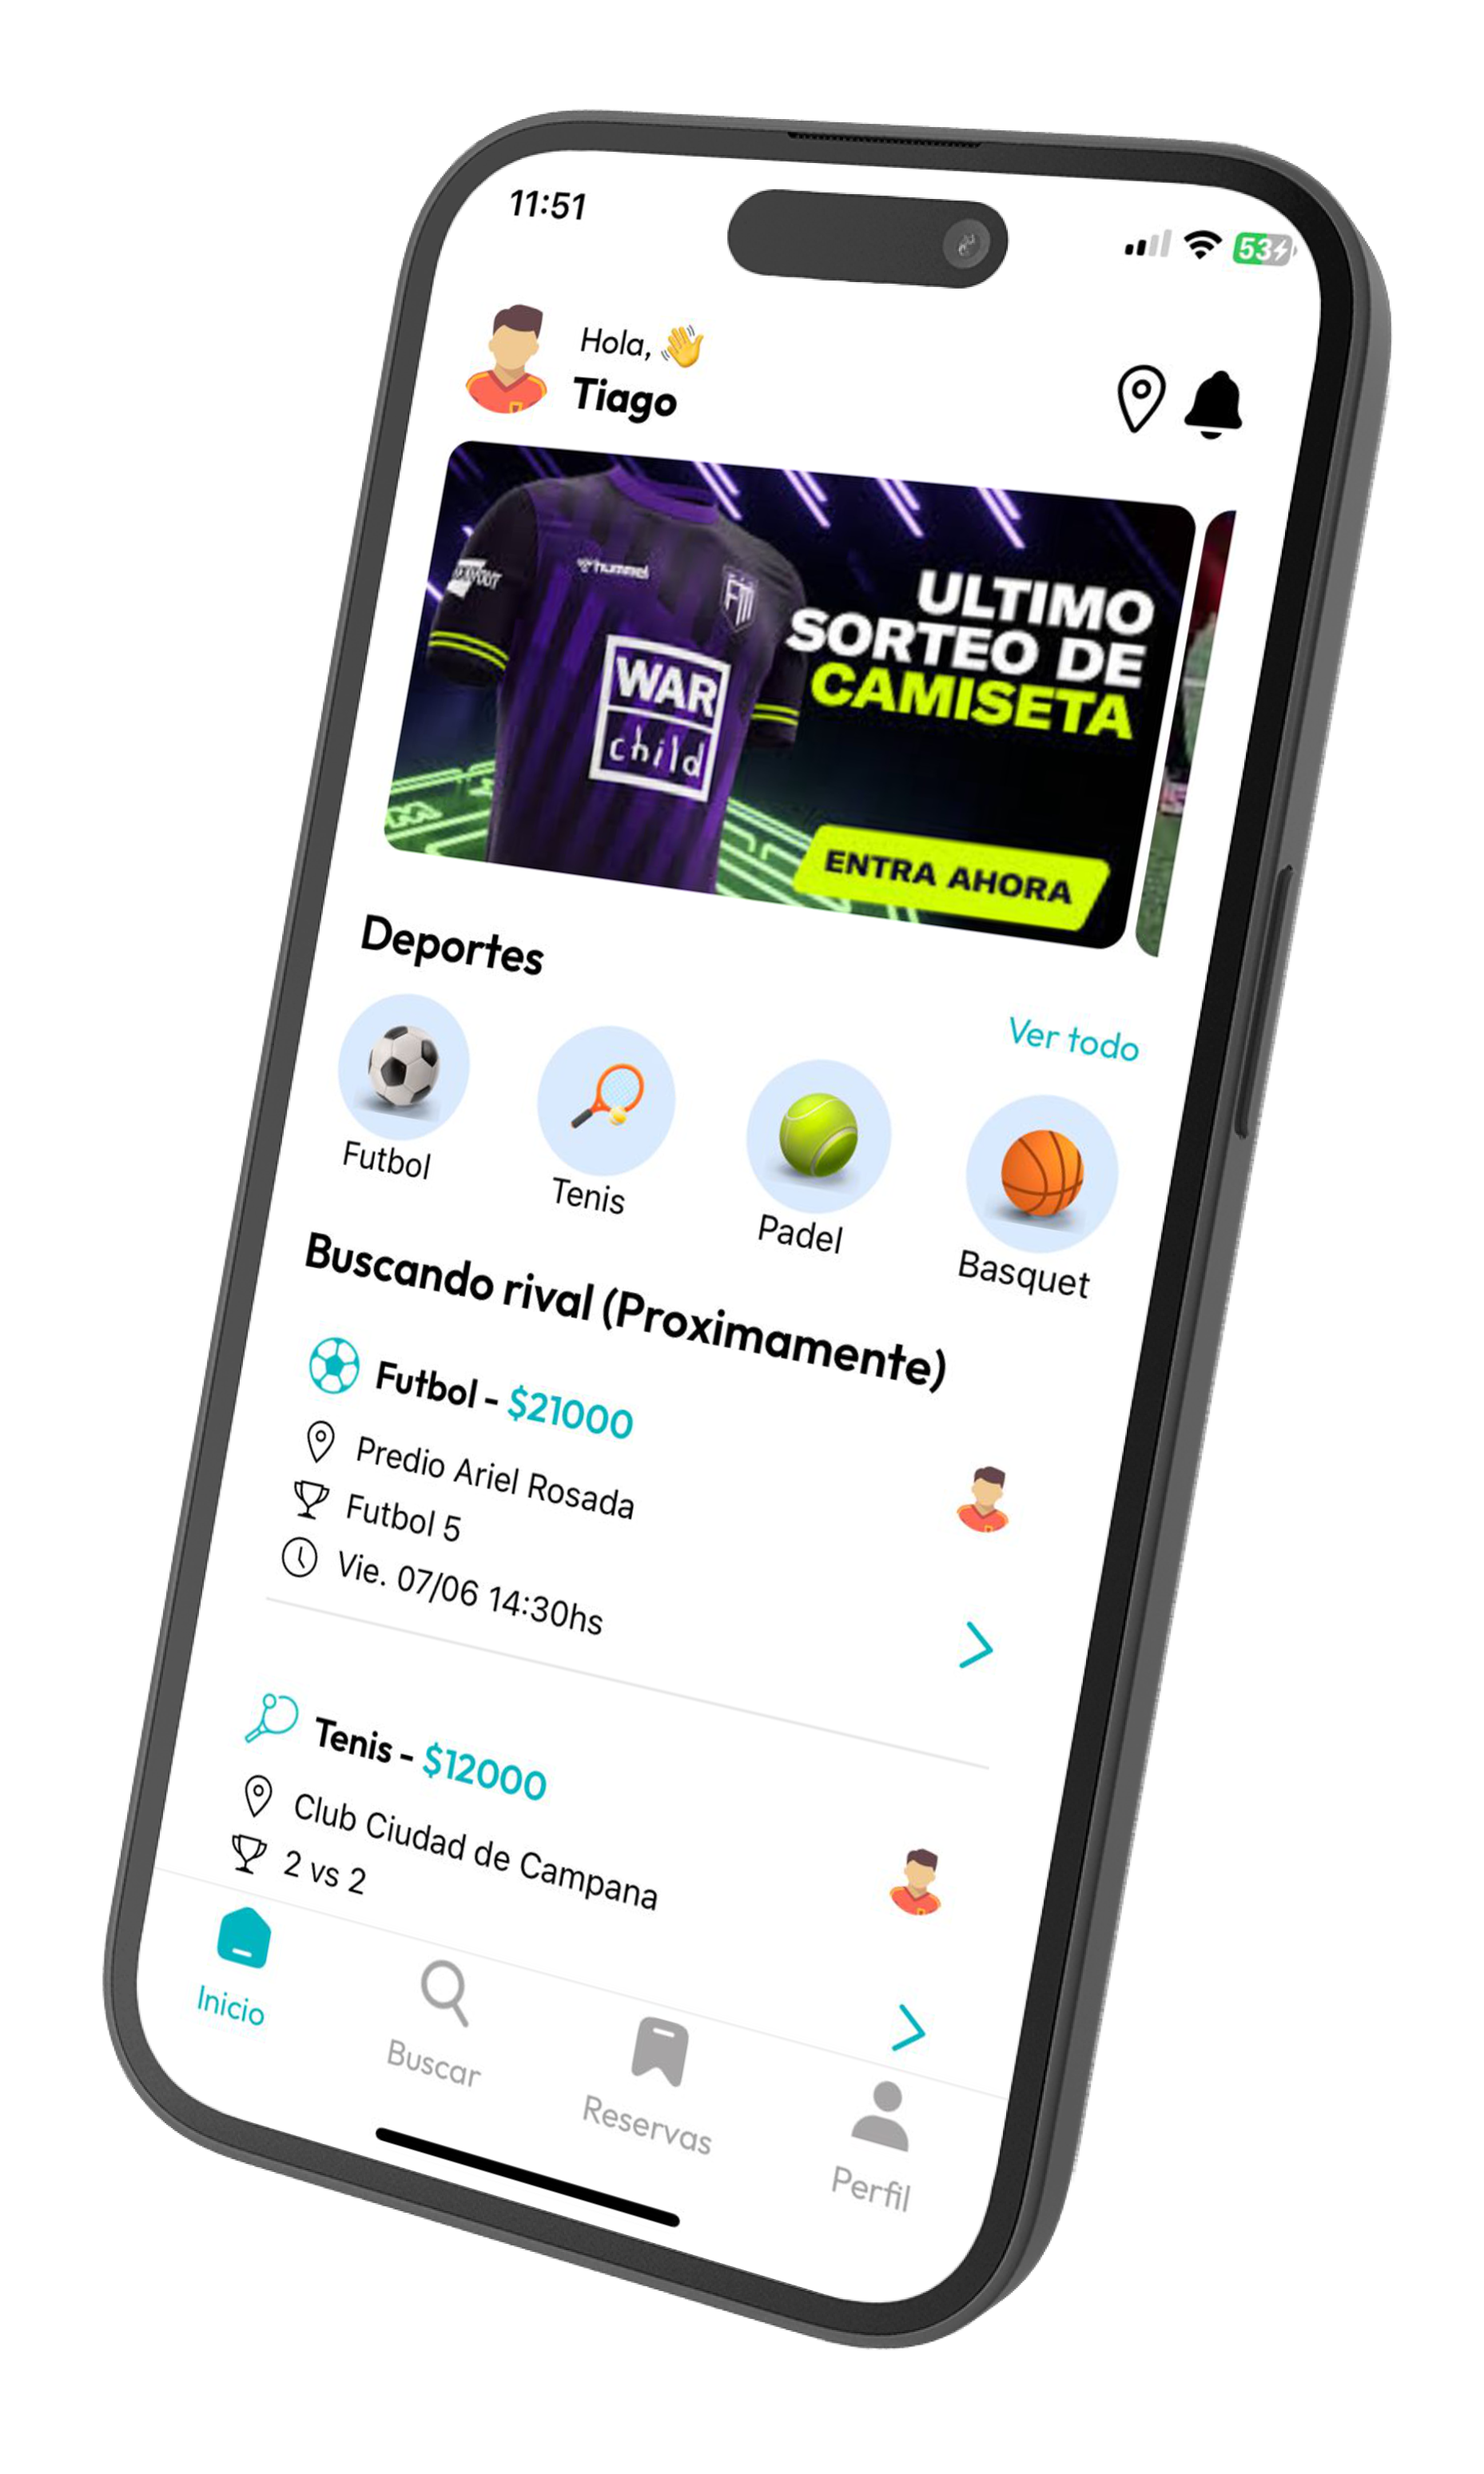 11:51
53
Hola, 👋
Tiago
hummel
FM
WAR
child
ULTIMO
SORTEO DE
CAMISETA
ENTRA AHORA
Deportes
Ver todo
Futbol
Tenis
Padel
Basquet
Buscando rival (Proximamente)
Futbol - $21000
Predio Ariel Rosada
Futbol 5
Vie. 07/06 14:30hs
Tenis - $12000
Club Ciudad de Campana
2 vs 2
Inicio
Buscar
Reservas
Perfil